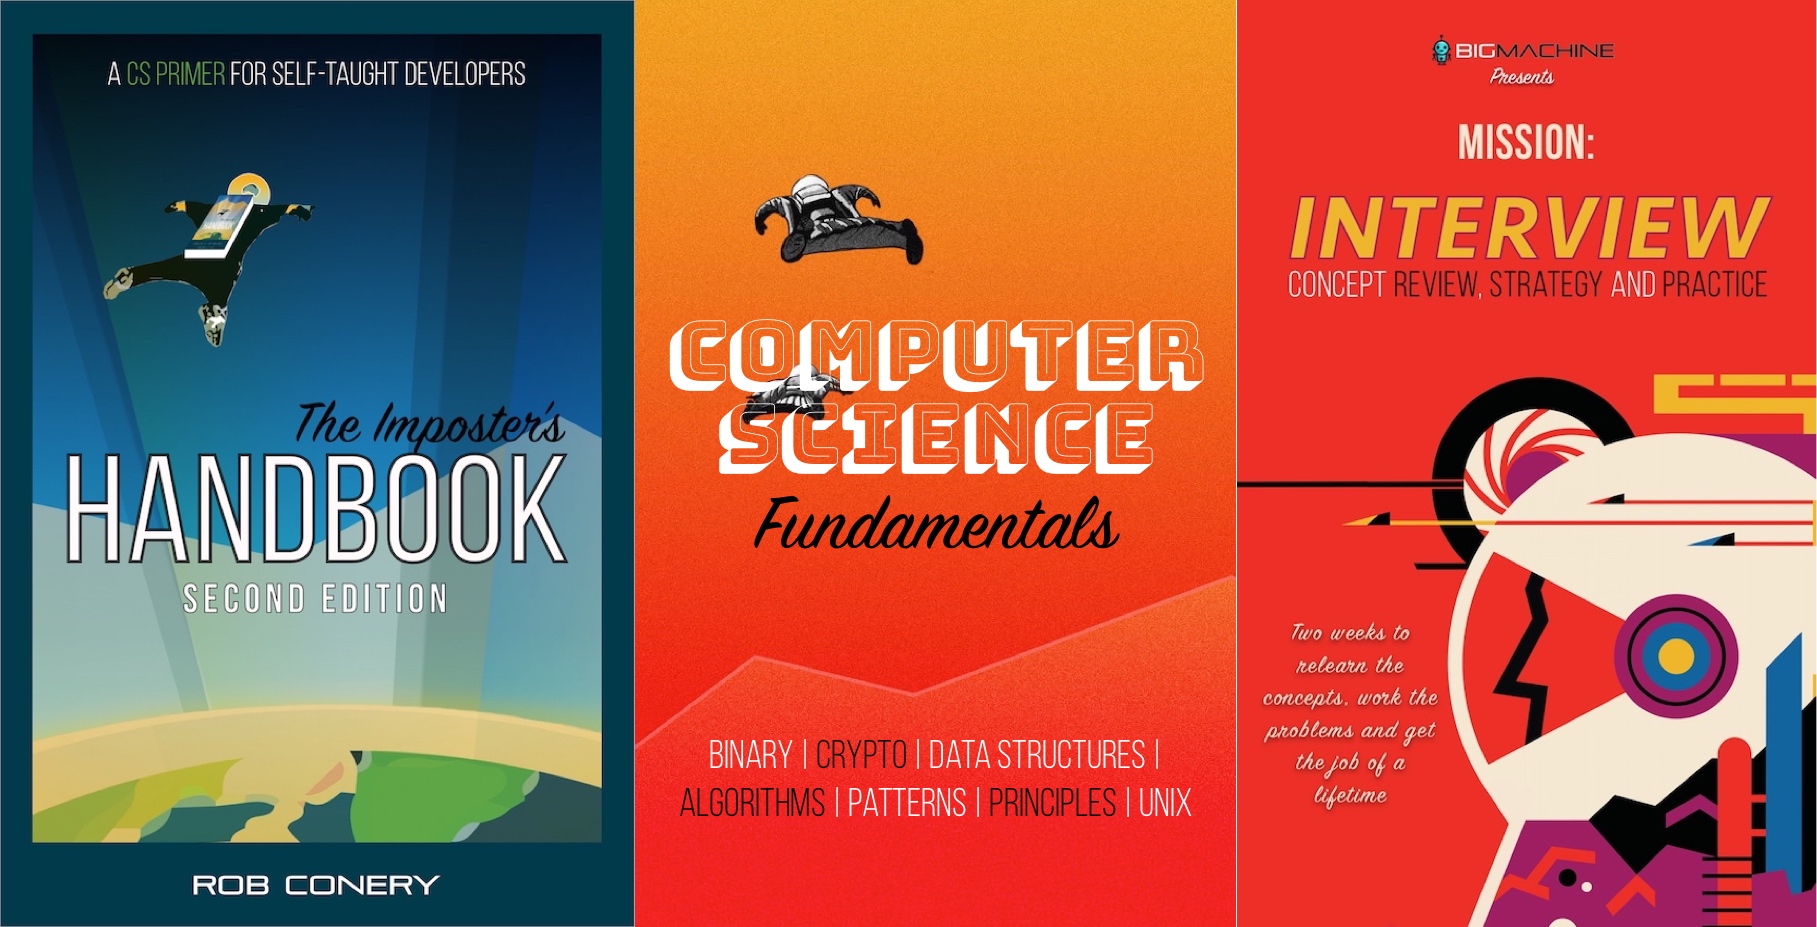 A CS PRIMER FOR SELF-TAUGHT DEVELOPERS
The Imposter's
HANDBOOK
SECOND EDITION
ROB CONERY
COMPUTER
SCIENCE
Fundamentals
BINARY | CRYPTO | DATA STRUCTURES |
ALGORITHMS | PATTERNS | PRINCIPLES | UNIX
BIGMACHINE
Presents
MISSION:
INTERVIEW
CONCEPT REVIEW, STRATEGY AND PRACTICE
Two weeks to
relearn the
concepts, work the
problems and get
the job of a
lifetime